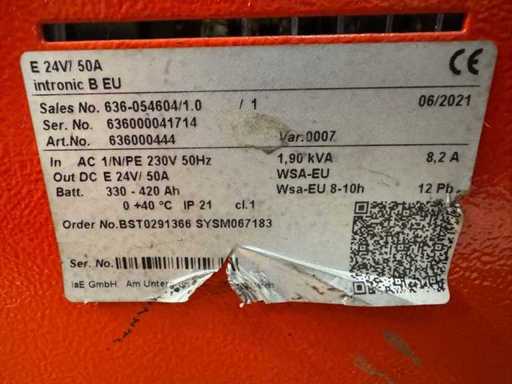 E 24V/ 50A
intronic B EU CE
Sales No. 636-054604/1.0 / 1 06/2021
Ser. No. 636000041714
Art.No. 636000444 Var.0007
In AC 1/N/PE 230V 50Hz 1,90 kVA 8,2 A
Out DC E 24V/ 50A WSA-EU
Batt. 330 - 420 Ah Wsa-EU 8-10h 12 Pb
0 +40 °C IP 21 cl.1
Order No.BST0291366 SYSM067183
Ser. No.
iaE GmbH. Am